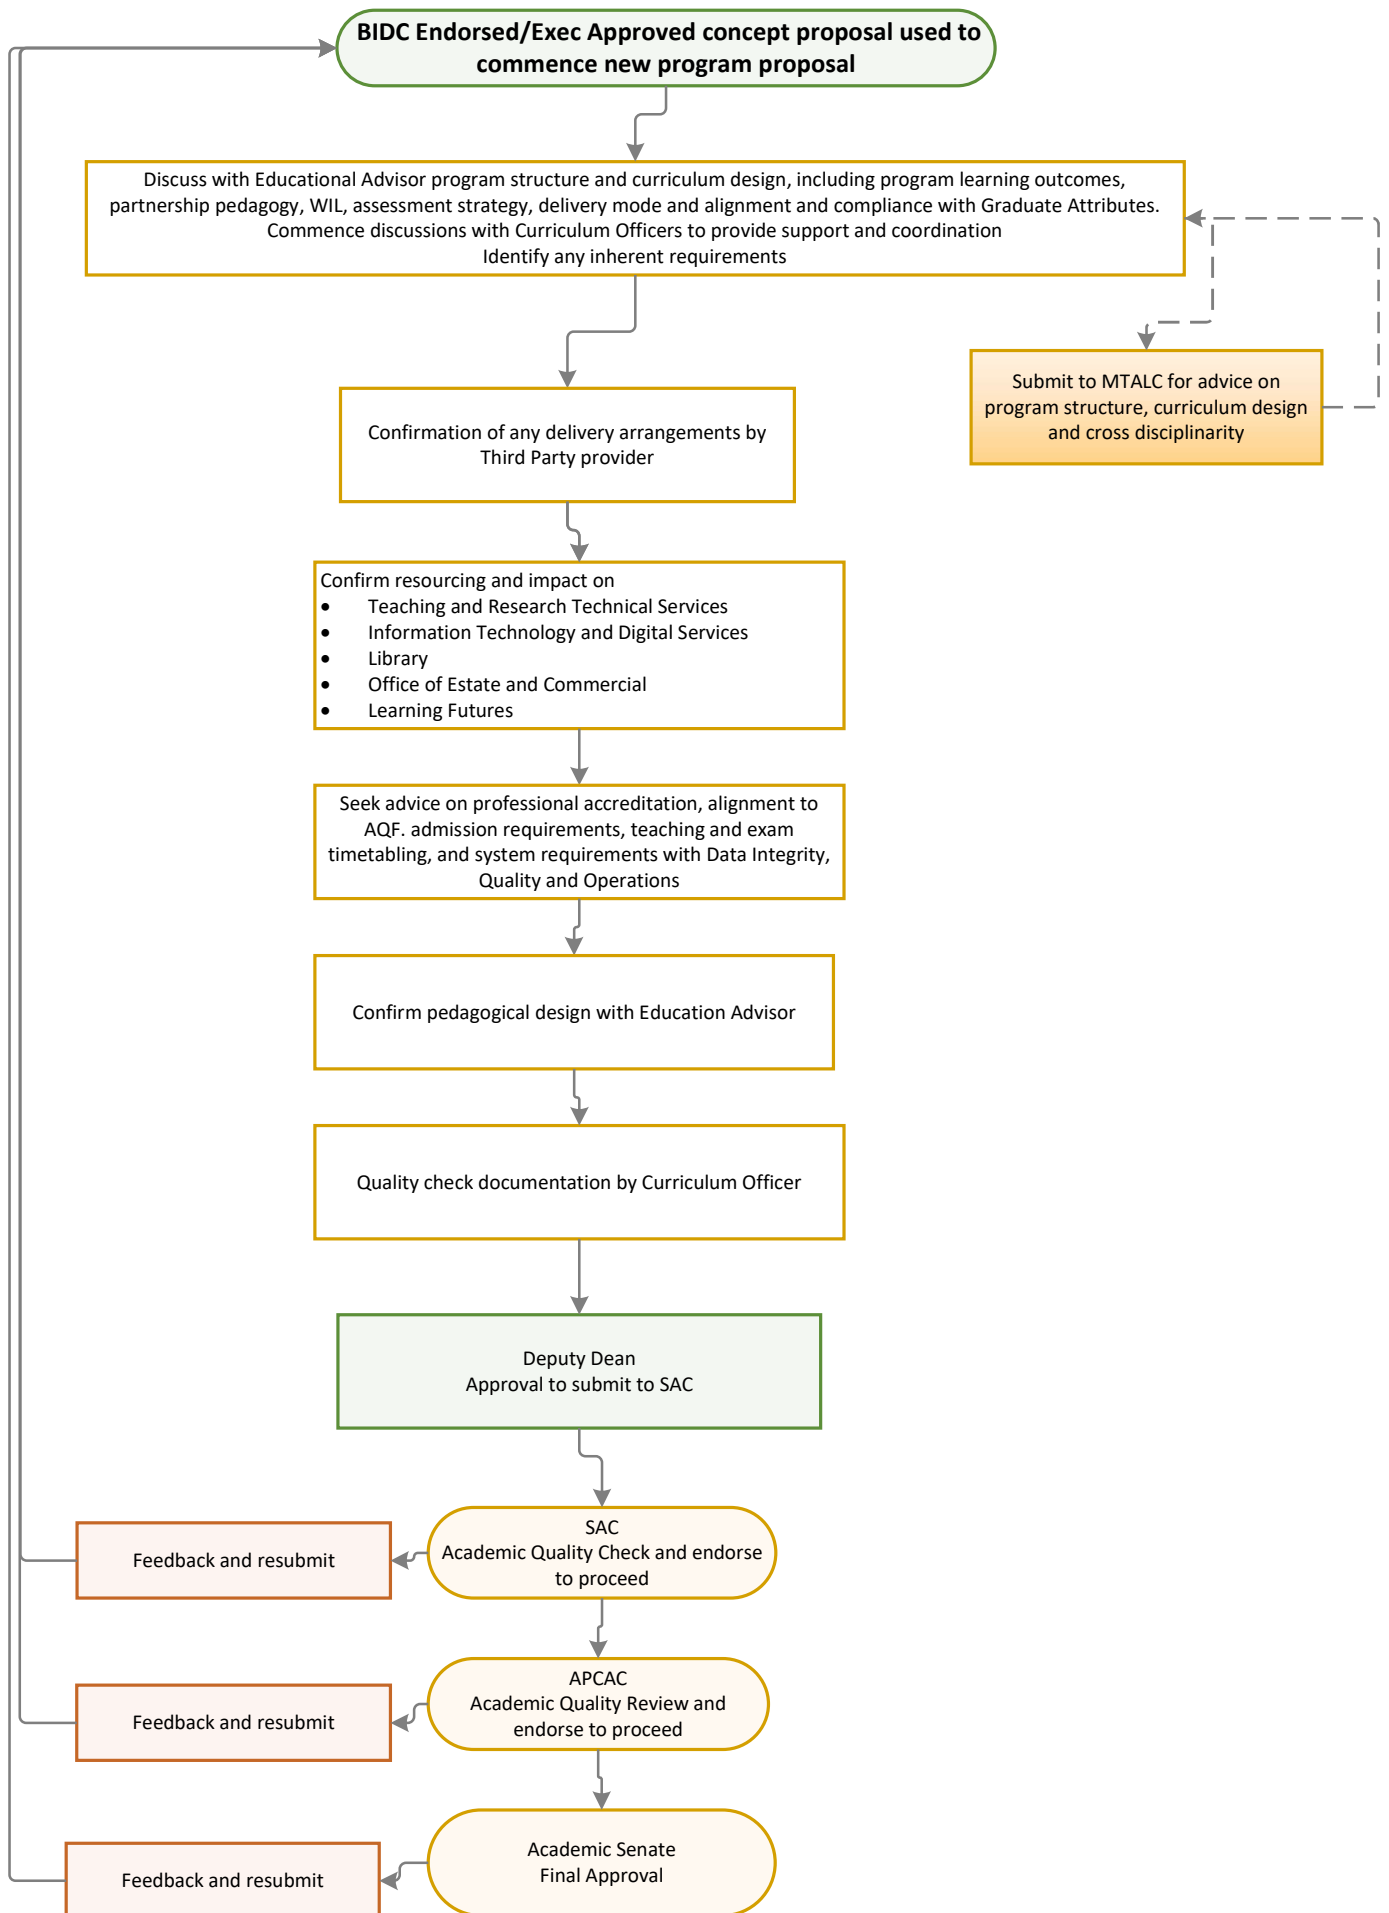 BIDC Endorsed/Exec Approved concept proposal used to
commence new program proposal
Discuss with Educational Advisor program structure and curriculum design, including program learning outcomes,
partnership pedagogy, WIL, assessment strategy, delivery mode and alignment and compliance with Graduate Attributes.
Commence discussions with Curriculum Officers to provide support and coordination
Identify any inherent requirements
Submit to MTALC for advice on
program structure, curriculum design
and cross disciplinarity
Confirmation of any delivery arrangements by
Third Party provider
Confirm resourcing and impact on
• Teaching and Research Technical Services
• Information Technology and Digital Services
• Library
• Office of Estate and Commercial
• Learning Futures
Seek advice on professional accreditation, alignment to
AQF. admission requirements, teaching and exam
timetabling, and system requirements with Data Integrity,
Quality and Operations
Confirm pedagogical design with Education Advisor
Quality check documentation by Curriculum Officer
Deputy Dean
Approval to submit to SAC
SAC
Academic Quality Check and endorse
to proceed
Feedback and resubmit
APCAC
Academic Quality Review and
endorse to proceed
Feedback and resubmit
Academic Senate
Final Approval
Feedback and resubmit